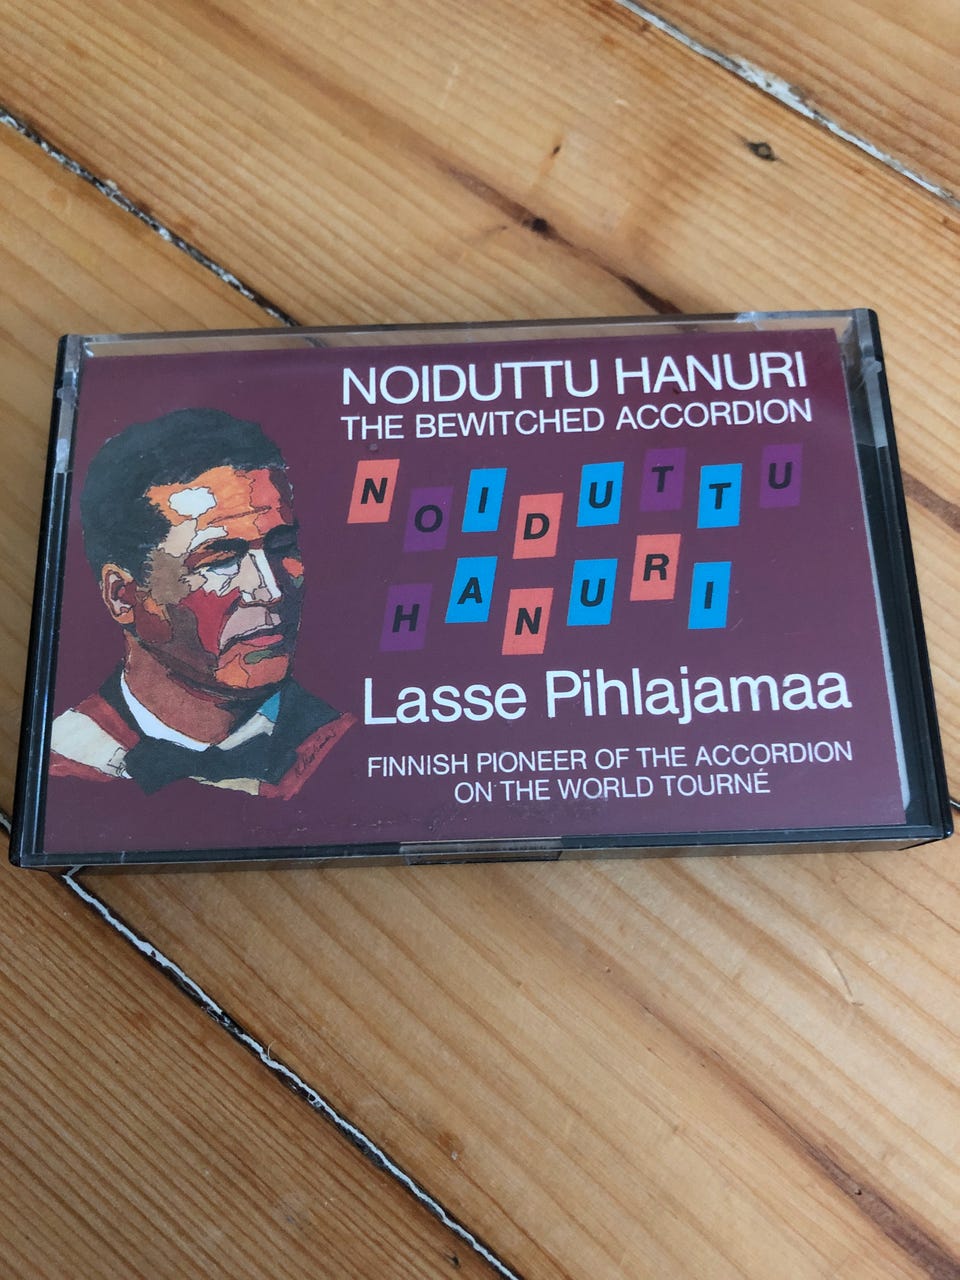 NOIDUTTU HANURI
THE BEWITCHED ACCORDION
NOIDUTTU
HANURI
Lasse Pihlajamaa
FINNISH PIONEER OF THE ACCORDION
ON THE WORLD TOURNÉ